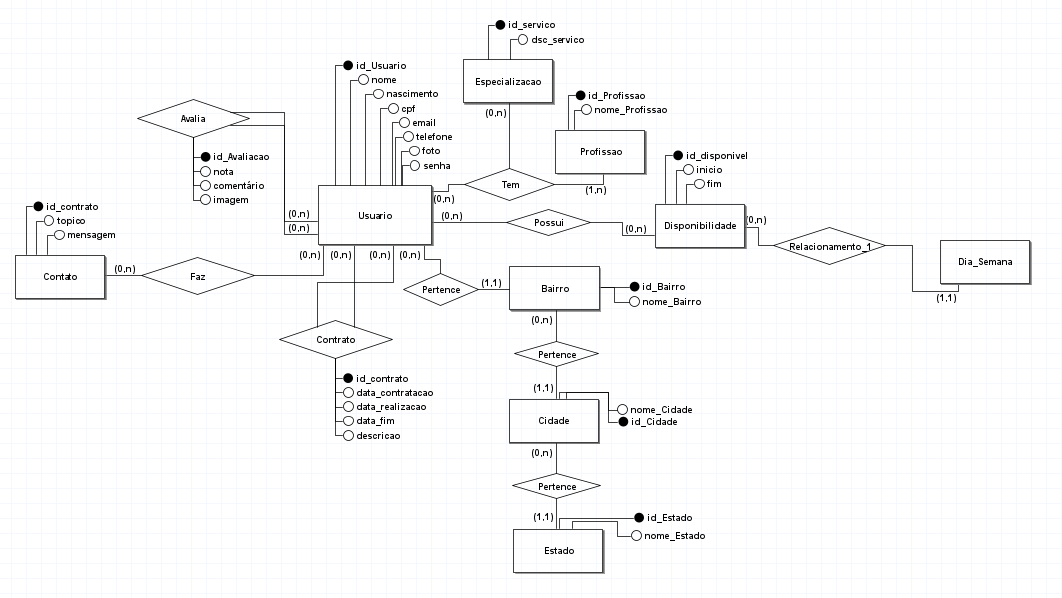 id_servico
dsc_servico
Especializacao
(0,n)
id_Usuario
nome
nascimento
cpf
email
telefone
foto
senha
id_Profissao
nome_Profissao
Profissao
(1,n)
Tem
(0,n)
Avalia
id_Avaliacao
nota
comentário
imagem
(0,n)
(0,n)
Usuario
(0,n)
Possui
(0,n)
id_disponivel
inicio
fim
Disponibilidade
(0,n)
Relacionamento_1
Dia_Semana
(1,1)
id_contrato
topico
mensagem
Contato
(0,n)
Faz
(0,n)
(0,n)
(0,n)
(0,n)
Pertence
(1,1)
Bairro
id_Bairro
nome_Bairro
(0,n)
Contrato
id_contrato
data_contratacao
data_realizacao
data_fim
descricao
Pertence
(1,1)
nome_Cidade
id_Cidade
Cidade
(0,n)
Pertence
(1,1)
id_Estado
nome_Estado
Estado